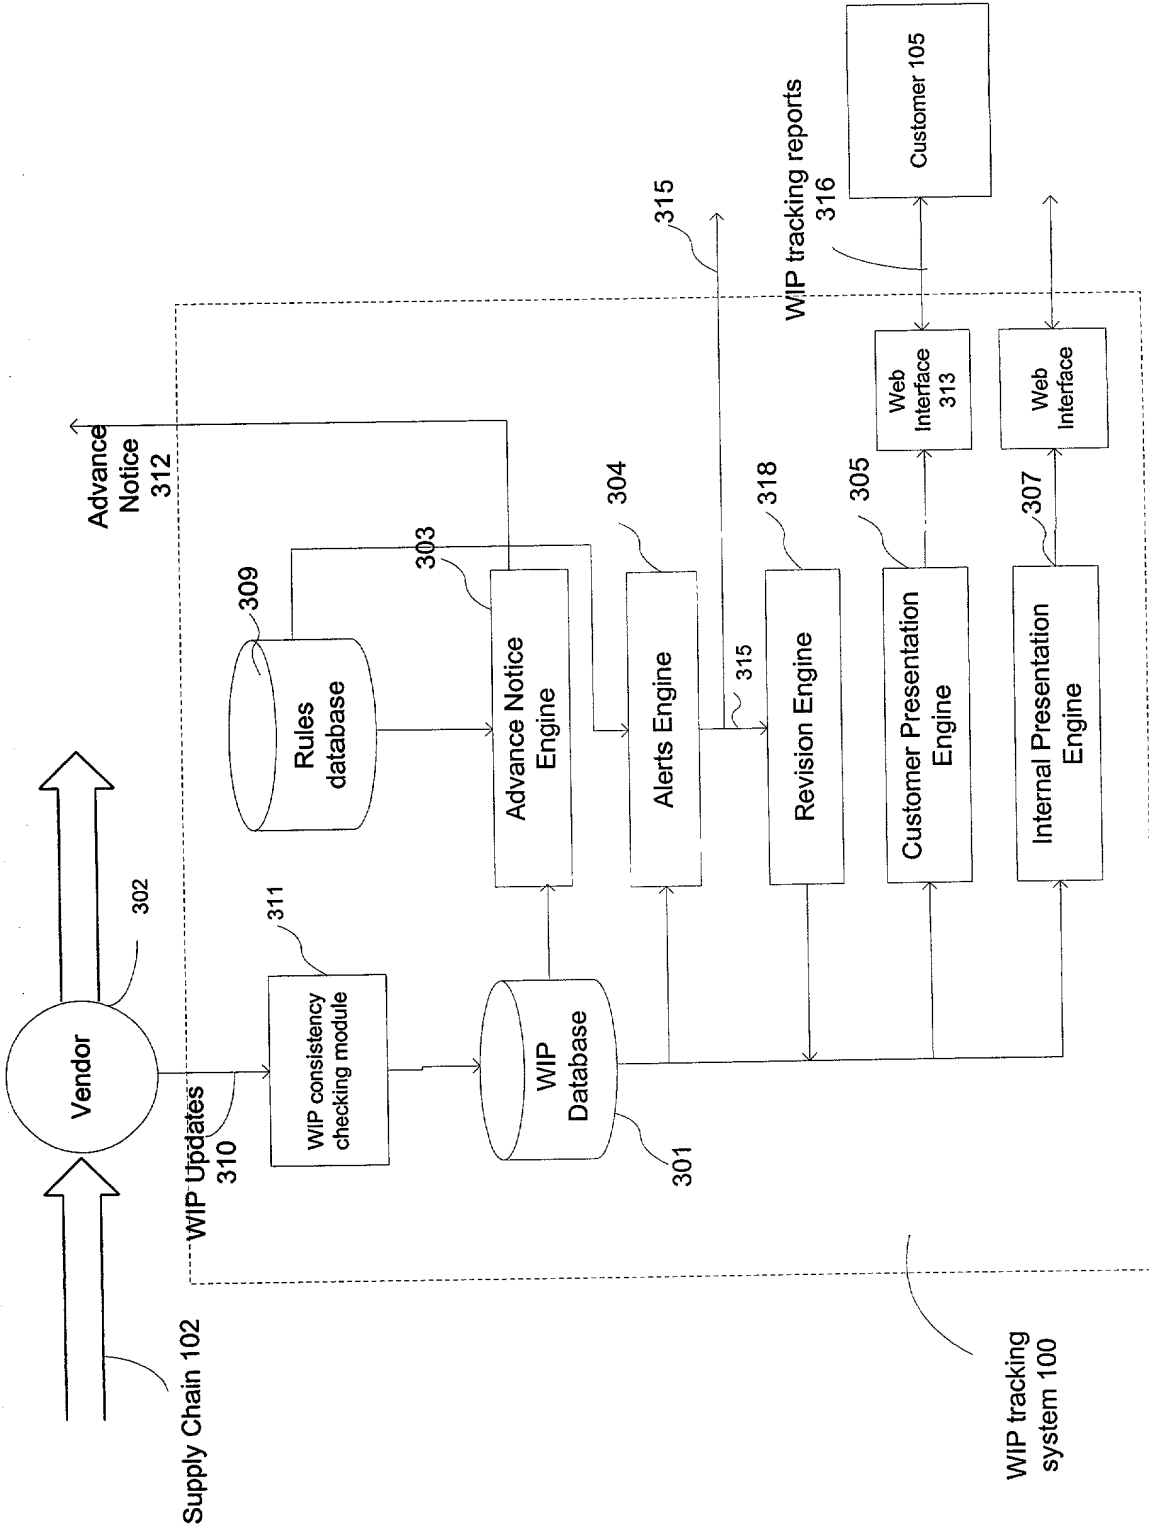 Supply Chain 102
Vendor
302
WIP Updates
310
Advance
Notice
312
WIP consistency
checking module
311
Rules
database
309
WIP
Database
301
Advance Notice
Engine
303
Alerts Engine
304
315
315
Revision Engine
318
Customer Presentation
Engine
305
Web
Interface
313
WIP tracking reports
316
Customer 105
Internal Presentation
Engine
307
Web
Interface
WIP tracking
system 100